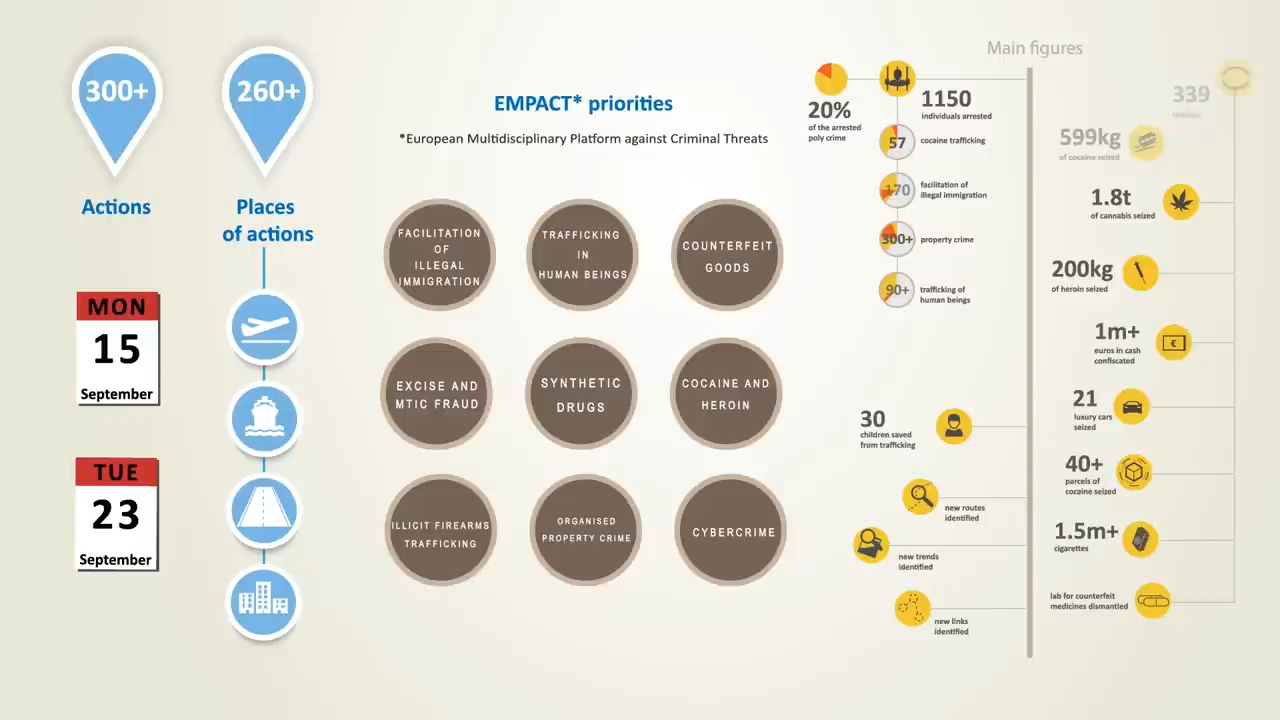 300+
Actions
MON
15
September
TUE
23
September
260+
Places
of actions
EMPACT* priorities
*European Multidisciplinary Platform against Criminal Threats
FACILITATION
OF
ILLEGAL
IMMIGRATION
TRAFFICKING
IN
HUMAN BEINGS
COUNTERFEIT
GOODS
EXCISE AND
MTIC FRAUD
SYNTHETIC
DRUGS
COCAINE AND
HEROIN
ILLICIT FIREARMS
TRAFFICKING
ORGANISED
PROPERTY CRIME
CYBERCRIME
Main figures
20%
of the arrested
poly crime
1150
individuals arrested
57
cocaine trafficking
170
facilitation of
illegal immigration
300+
property crime
90+
trafficking of
human beings
30
children saved
from trafficking
new routes
identified
new trends
identified
new links
identified
339
599kg
of cocaine seized
1.8t
of cannabis seized
200kg
of heroin seized
1m+
euros in cash
confiscated
€
21
luxury cars
seized
40+
parcels of
cocaine seized
1.5m+
cigarettes
lab for counterfeit
medicines dismantled